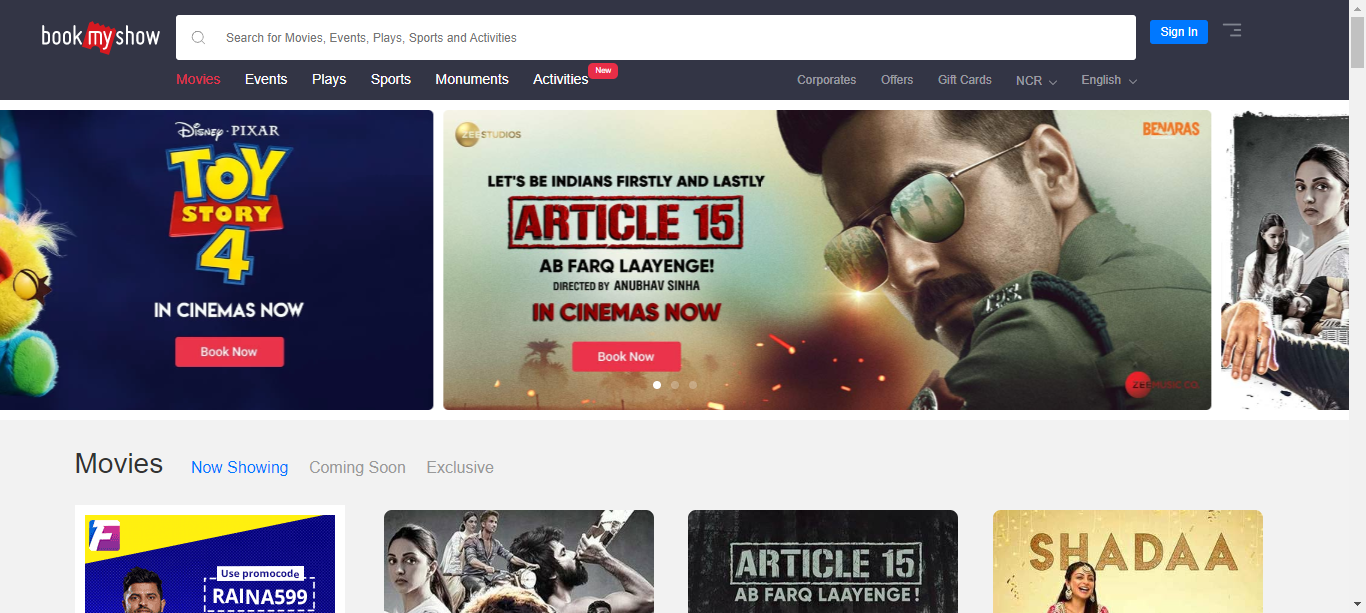 book my show
Search for Movies, Events, Plays, Sports and Activities
Sign In
Movies
Events
Plays
Sports
Monuments
Activities
New
Corporates
Offers
Gift Cards
NCR
English
Disney · PIXAR
TOY
STORY
4
IN CINEMAS NOW
Book Now
ZEE STUDIOS
BENARAS
LET'S BE INDIANS FIRSTLY AND LASTLY
ARTICLE 15
AB FARQ LAAYENGE!
DIRECTED BY ANUBHAV SINHA
IN CINEMAS NOW
Book Now
ZEE MUSIC CO.
Movies
Now Showing
Coming Soon
Exclusive
F
Use promocode
RAINA599
ARTICLE 15
AB FARQ LAAYENGE!
SHADAA